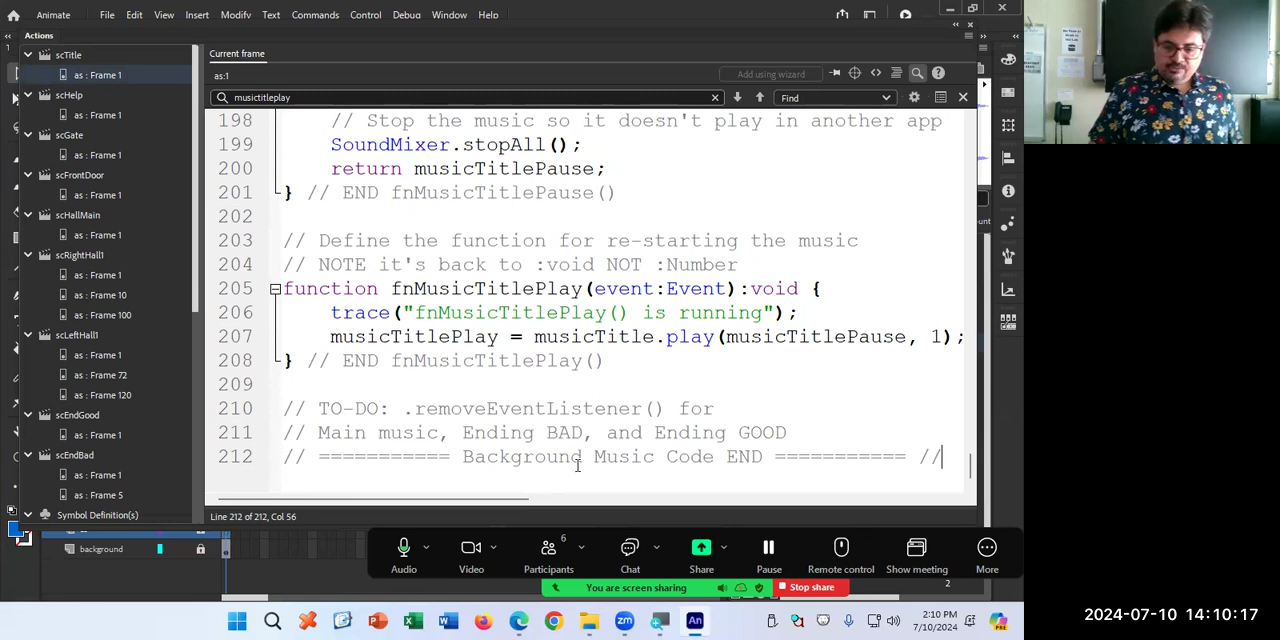 Animate
File Edit View Insert Modify Text Commands Control Debug Window Help
Actions
scTitle
as : Frame 1
scHelp
as : Frame 1
scGate
as : Frame 1
scFrontDoor
as : Frame 1
scHallMain
as : Frame 1
scRightHall1
as : Frame 1
as : Frame 10
as : Frame 100
scLeftHall1
as : Frame 1
as : Frame 72
as : Frame 120
scEndGood
as : Frame 1
scEndBad
as : Frame 1
as : Frame 5
Symbol Definition(s)
background
Current frame
as:1
Add using wizard
musictitleplay
Find
198 // Stop the music so it doesn't play in another app
199 SoundMixer.stopAll();
200 return musicTitlePause;
201 } // END fnMusicTitlePause()
202
203 // Define the function for re-starting the music
204 // NOTE it's back to :void NOT :Number
205 function fnMusicTitlePlay(event:Event):void {
206 trace("fnMusicTitlePlay() is running");
207 musicTitlePlay = musicTitle.play(musicTitlePause, 1);
208 } // END fnMusicTitlePlay()
209
210 // TO-DO: .removeEventListener() for
211 // Main music, Ending BAD, and Ending GOOD
212 // =========== Background Music Code END =========== //
Line 212 of 212, Col 56
6
Audio Video Participants Chat Share Pause Remote control Show meeting More
You are screen sharing Stop share
2
2:10 PM
7/10/2024
2024-07-10 14:10:17